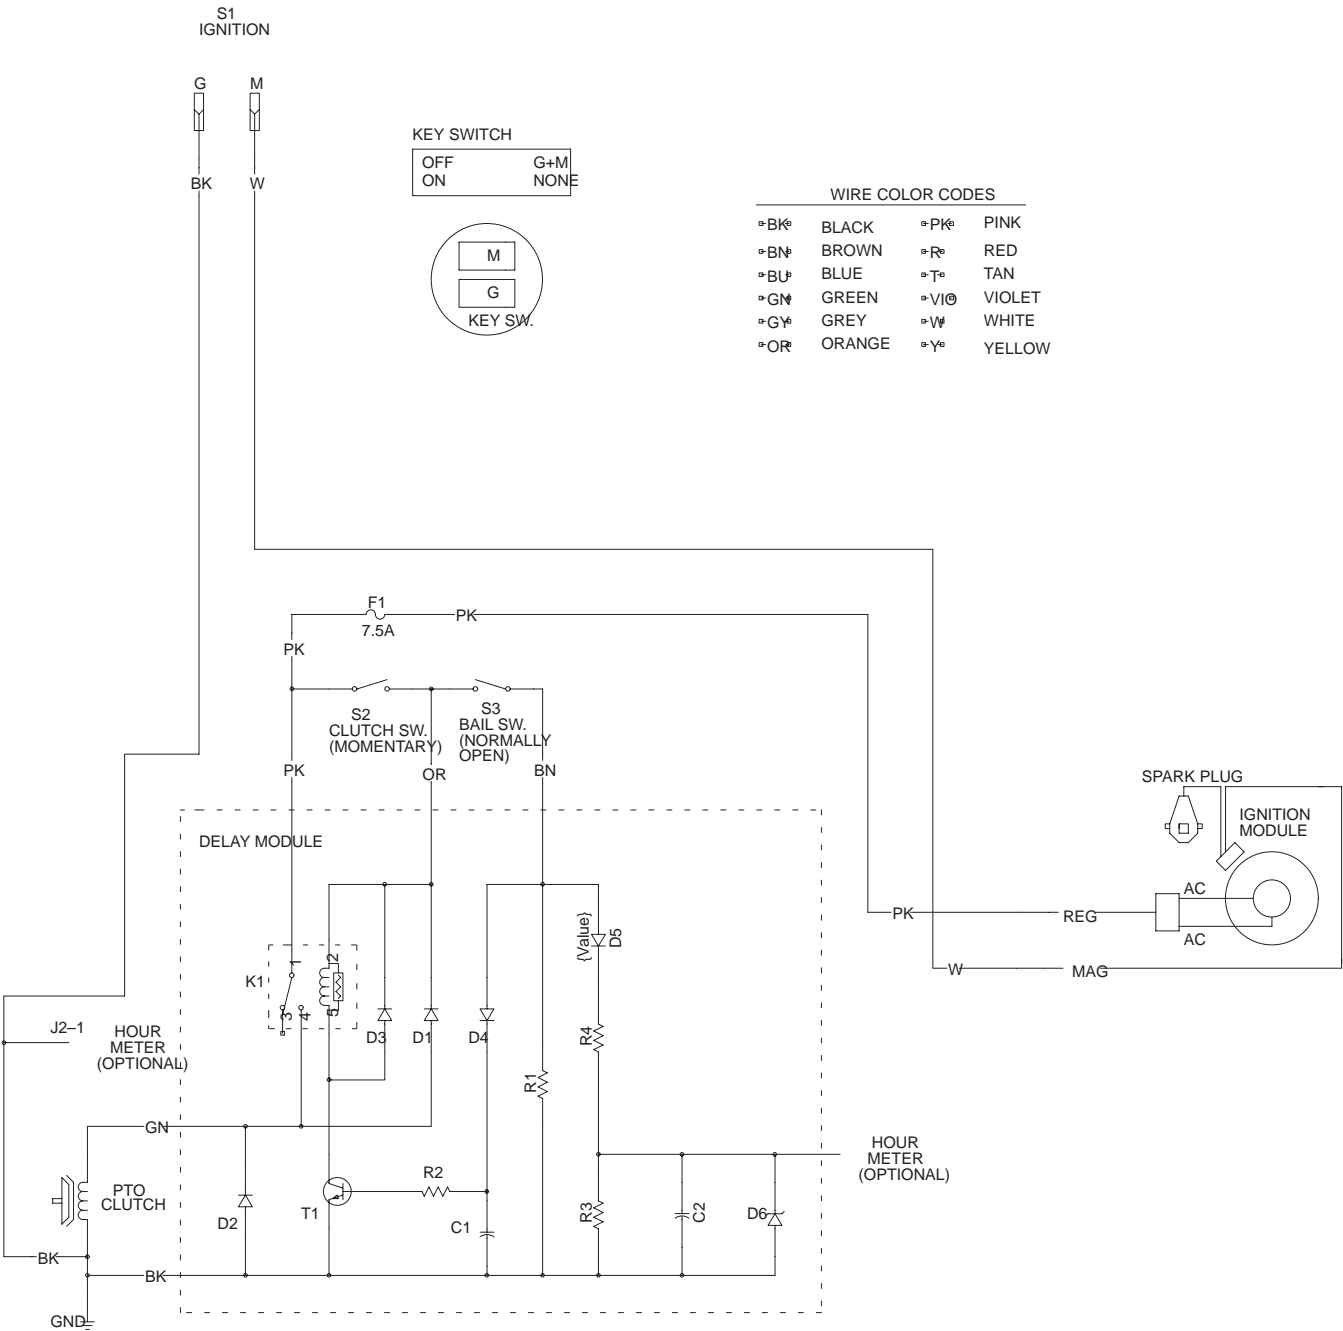 S1
IGNITION
G
M
BK
W
KEY SWITCH
OFF G+M
ON NONE
M
G
KEY SW.
WIRE COLOR CODES
BK BLACK PK PINK
BN BROWN R RED
BU BLUE T TAN
GN GREEN VIO VIOLET
GY GREY W WHITE
OR ORANGE Y YELLOW
F1
7.5A
PK
PK
S2
CLUTCH SW.
(MOMENTARY)
S3
BAIL SW.
(NORMALLY
OPEN)
PK
OR
BN
SPARK PLUG
IGNITION
MODULE
AC
AC
PK
REG
W
MAG
DELAY MODULE
{Value}
D5
K1
1
2
3
4
5
D3
D1
D4
R4
R1
J2–1
HOUR
METER
(OPTIONAL)
GN
HOUR
METER
(OPTIONAL)
PTO
CLUTCH
D2
T1
R2
C1
R3
C2
D6
BK
BK
GND